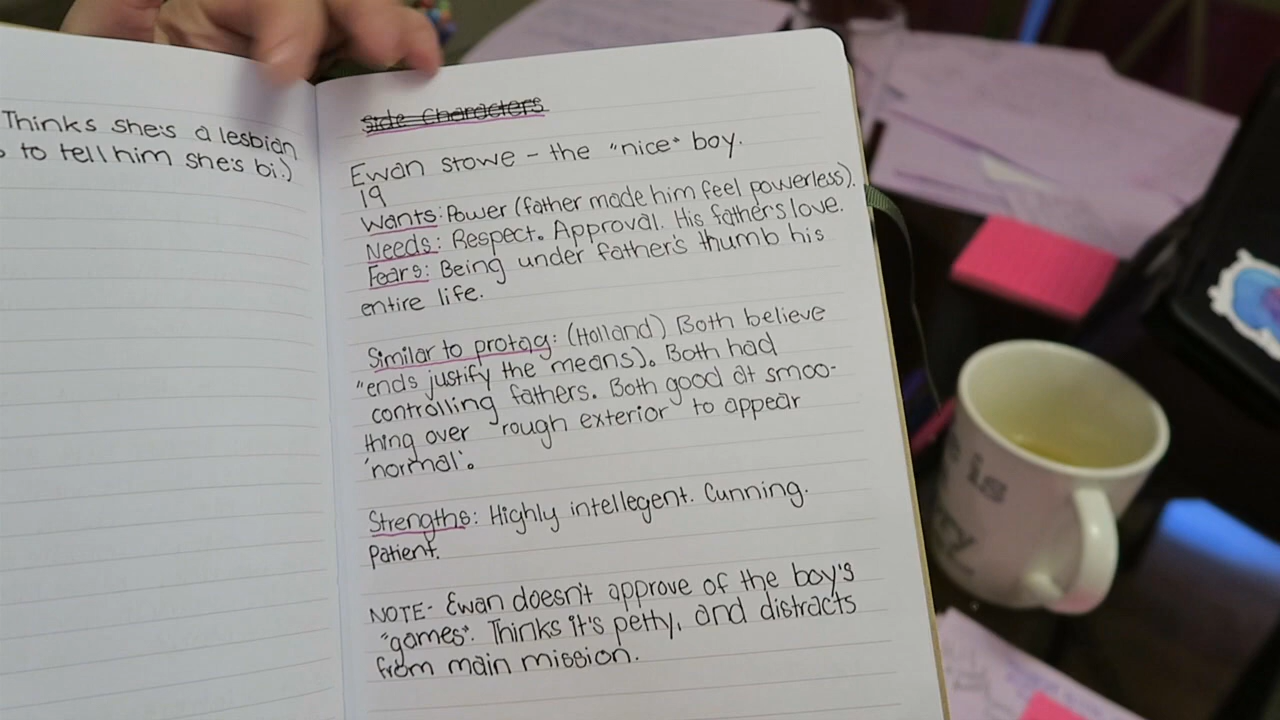 Thinks she's a lesbian
to tell him she's bi.)
Side Characters
Ewan Stowe - the "nice" boy.
19
Wants: Power (father made him feel powerless).
Needs: Respect. Approval. His fathers love.
Fears: Being under father's thumb his
entire life.
Similar to protag: (Holland) Both believe
"ends justify the means). Both had
controlling fathers. Both good at smoo-
thing over rough exterior to appear
'normal'.
Strengths: Highly intellegent. Cunning.
Patient.
NOTE- Ewan doesn't approve of the boy's
"games". Thinks it's petty, and distracts
from main mission.
is